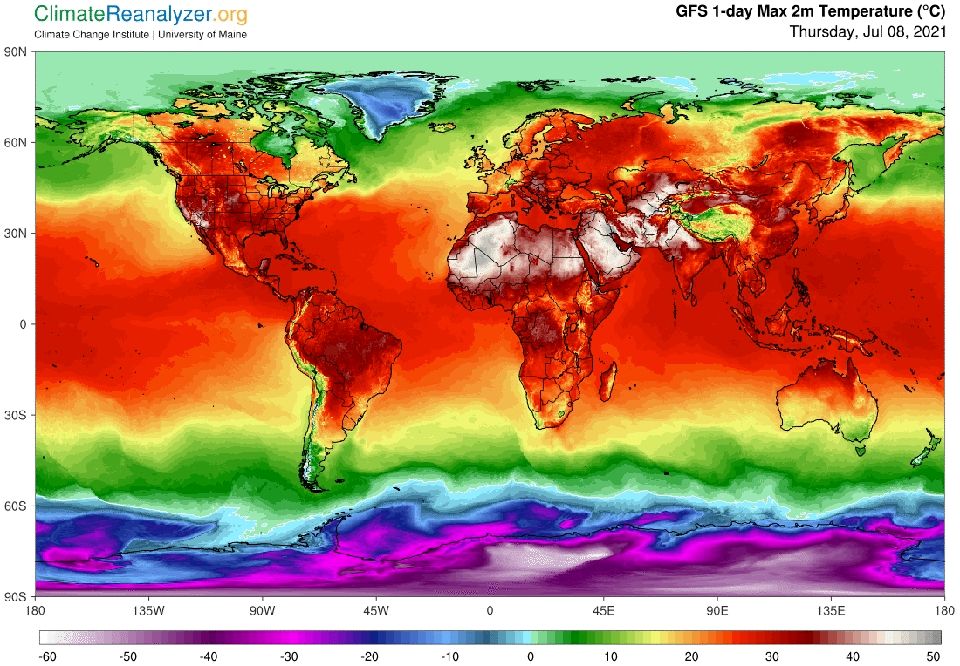 ClimateReanalyzer.org
Climate Change Institute | University of Maine
GFS 1-day Max 2m Temperature (°C)
Thursday, Jul 08, 2021
90N
60N
30N
0
30S
60S
90S
180 135W 90W 45W 0 45E 90E 135E 180
-60 -50 -40 -30 -20 -10 0 10 20 30 40 50